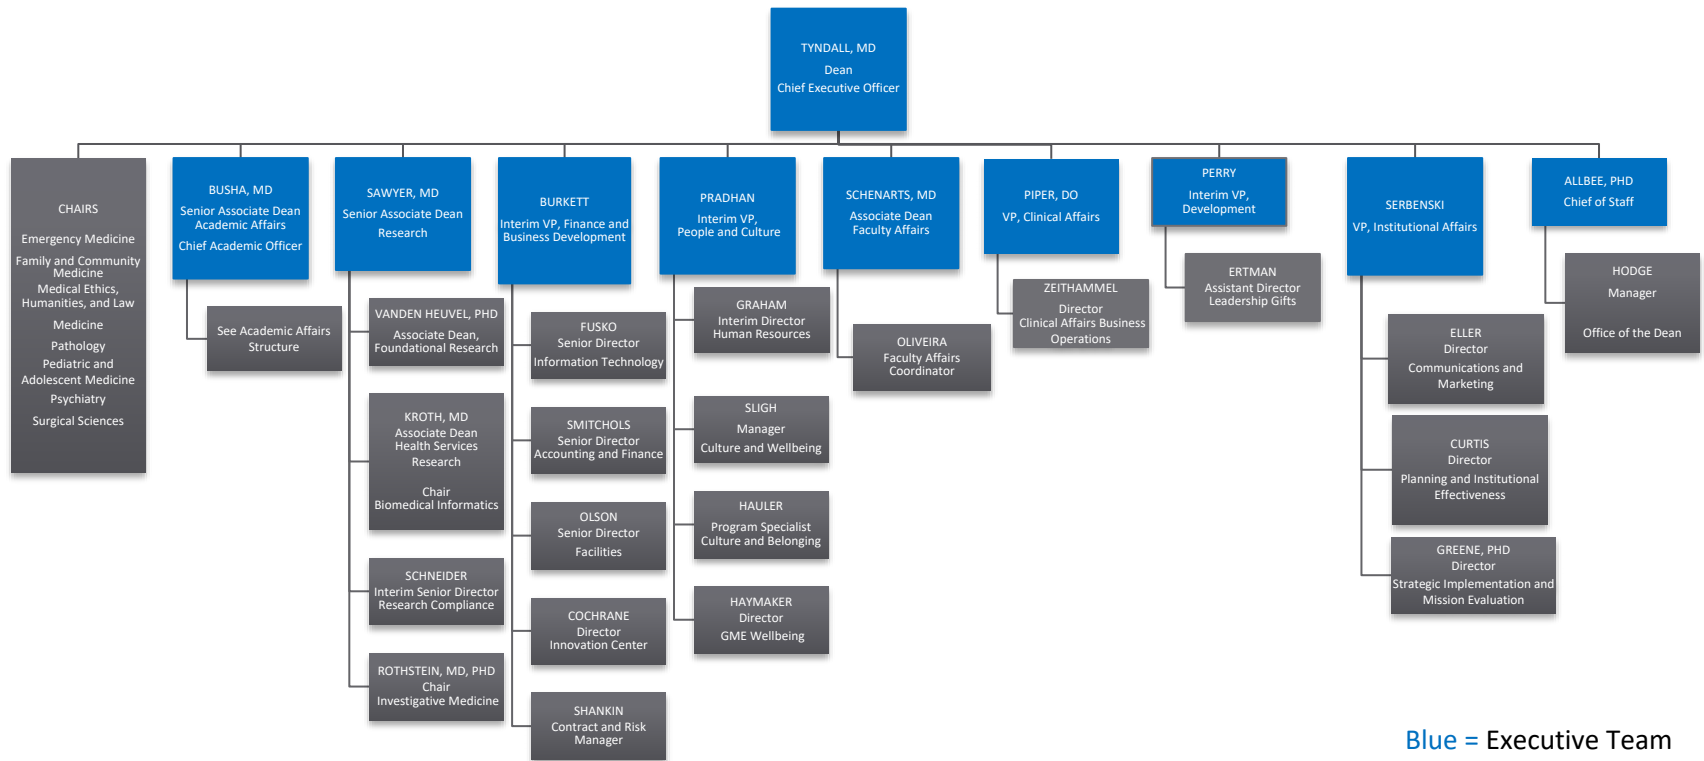 TYNDALL, MD
Dean
Chief Executive Officer
CHAIRS
Emergency Medicine
Family and Community
Medicine
Medical Ethics,
Humanities, and Law
Medicine
Pathology
Pediatric and
Adolescent Medicine
Psychiatry
Surgical Sciences
BUSHA, MD
Senior Associate Dean
Academic Affairs
Chief Academic Officer
See Academic Affairs
Structure
SAWYER, MD
Senior Associate Dean
Research
VANDEN HEUVEL, PHD
Associate Dean,
Foundational Research
KROTH, MD
Associate Dean
Health Services
Research
Chair
Biomedical Informatics
SCHNEIDER
Interim Senior Director
Research Compliance
ROTHSTEIN, MD, PHD
Chair
Investigative Medicine
BURKETT
Interim VP, Finance and
Business Development
FUSKO
Senior Director
Information Technology
SMITCHOLS
Senior Director
Accounting and Finance
OLSON
Senior Director
Facilities
COCHRANE
Director
Innovation Center
SHANKIN
Contract and Risk
Manager
PRADHAN
Interim VP,
People and Culture
GRAHAM
Interim Director
Human Resources
SLIGH
Manager
Culture and Wellbeing
HAULER
Program Specialist
Culture and Belonging
HAYMAKER
Director
GME Wellbeing
SCHENARTS, MD
Associate Dean
Faculty Affairs
OLIVEIRA
Faculty Affairs
Coordinator
PIPER, DO
VP, Clinical Affairs
ZEITHAMMEL
Director
Clinical Affairs Business
Operations
PERRY
Interim VP,
Development
ERTMAN
Assistant Director
Leadership Gifts
SERBENSKI
VP, Institutional Affairs
ELLER
Director
Communications and
Marketing
CURTIS
Director
Planning and Institutional
Effectiveness
GREENE, PHD
Director
Strategic Implementation and
Mission Evaluation
ALLBEE, PHD
Chief of Staff
HODGE
Manager
Office of the Dean
Blue = Executive Team